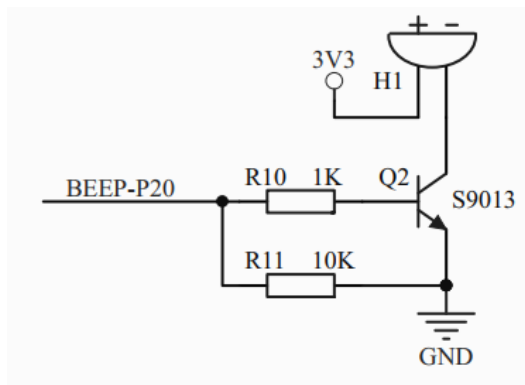 + -
3V3
H1
R10 1K Q2
BEEP-P20
S9013
R11 10K
GND